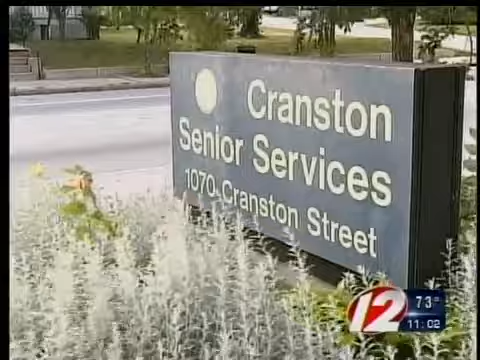 Cranston
Senior Services
1070 Cranston Street
12
73°
11:02